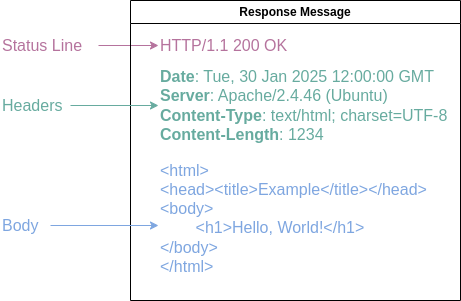 Response Message
Status Line
HTTP/1.1 200 OK
Headers
Date: Tue, 30 Jan 2025 12:00:00 GMT
Server: Apache/2.4.46 (Ubuntu)
Content-Type: text/html; charset=UTF-8
Content-Length: 1234
Body
<html>
<head><title>Example</title></head>
<body>
<h1>Hello, World!</h1>
</body>
</html>